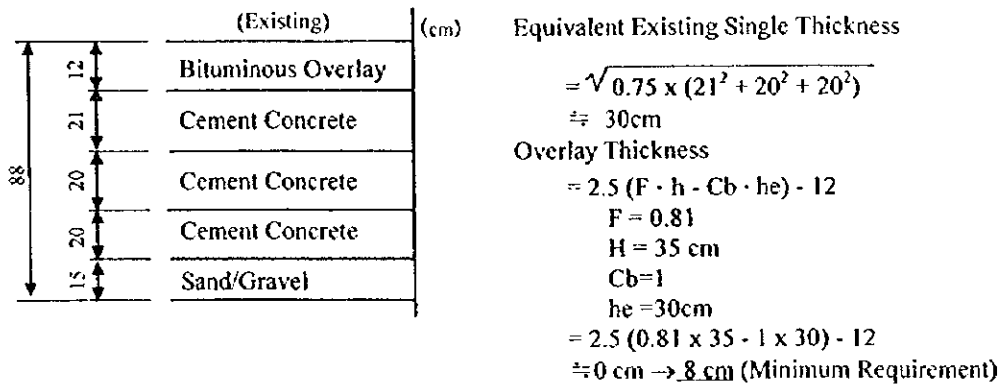 (Existing)
(cm)
88
12
Bituminous Overlay
21
Cement Concrete
20
Cement Concrete
20
Cement Concrete
15
Sand/Gravel
Equivalent Existing Single Thickness
= √ 0.75 x (21² + 20² + 20²)
≒ 30cm
Overlay Thickness
= 2.5 (F · h - Cb · he) - 12
F = 0.81
H = 35 cm
Cb=1
he =30cm
= 2.5 (0.81 x 35 - 1 x 30) - 12
≒0 cm → 8 cm (Minimum Requirement)